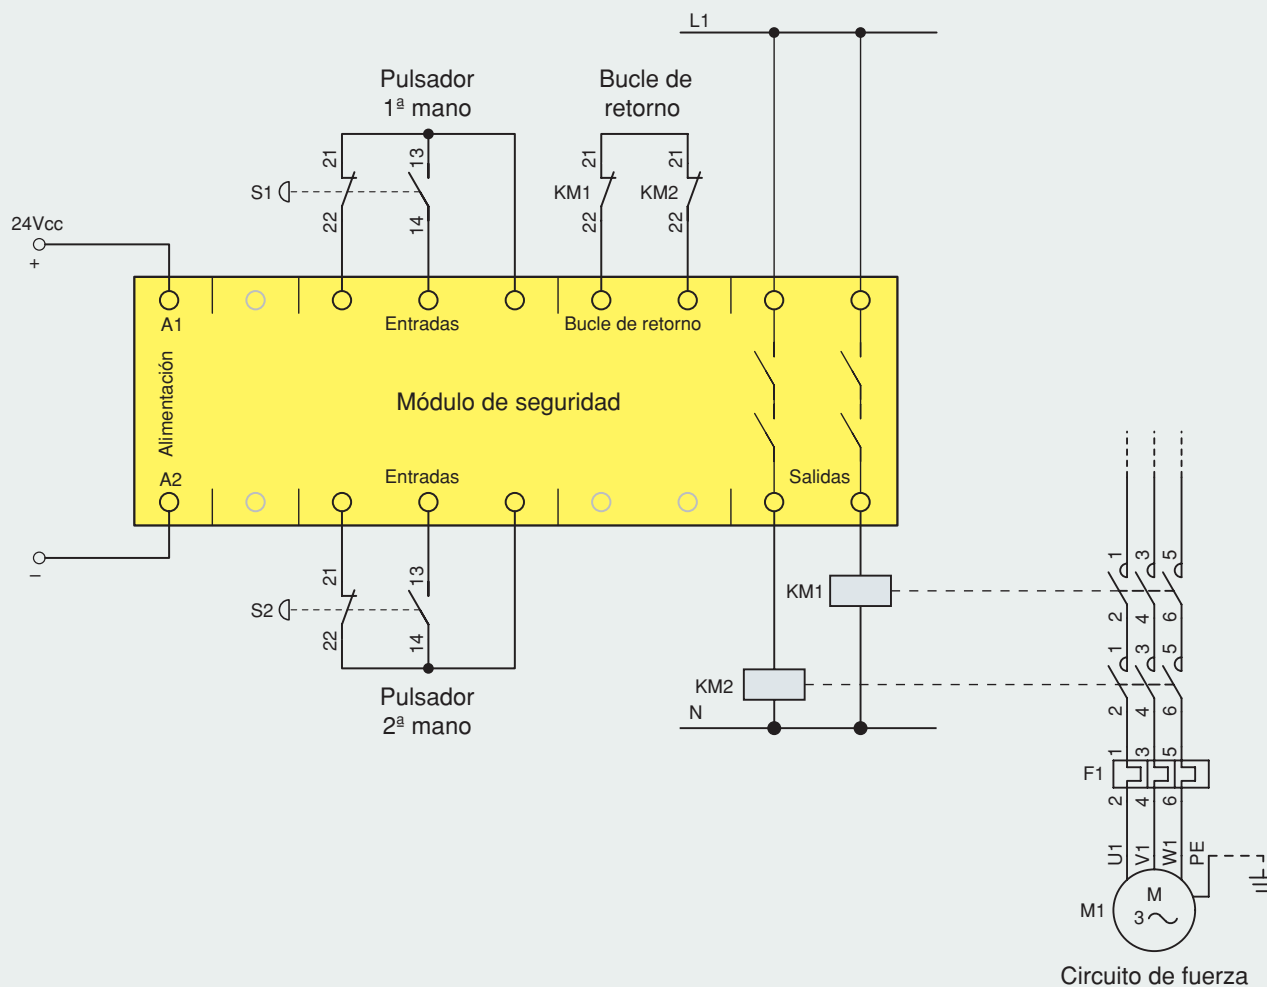 L1
Pulsador
1ª mano
Bucle de
retorno
21
13
21
21
S1
KM1
KM2
22
14
22
22
24Vcc
+
A1
Entradas
Bucle de retorno
Alimentación
Módulo de seguridad
A2
Entradas
Salidas
–
21
13
S2
22
14
Pulsador
2ª mano
KM1
KM2
N
1
3
5
2
4
6
1
3
5
2
4
6
1
3
5
F1
2
4
6
U1
V1
W1
PE
M1
M
3
Circuito de fuerza